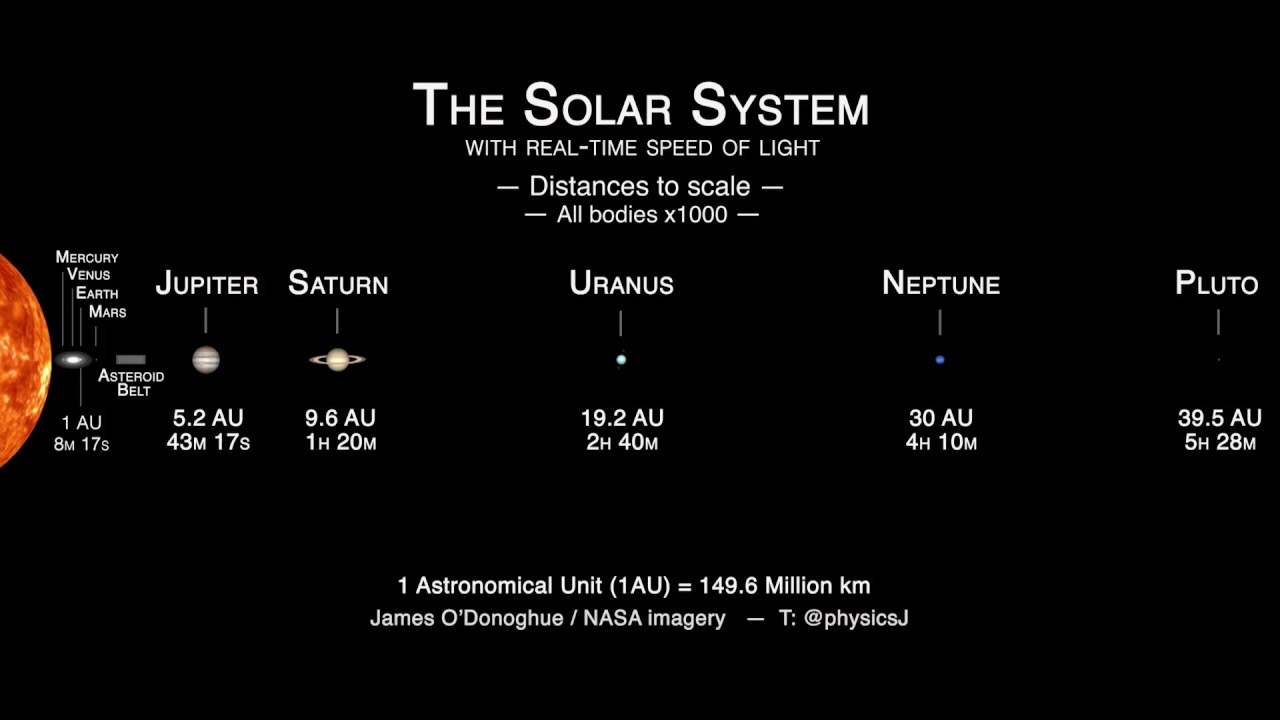 THE SOLAR SYSTEM
WITH REAL-TIME SPEED OF LIGHT
— Distances to scale —
— All bodies x1000 —
MERCURY
VENUS
EARTH
MARS
JUPITER
SATURN
URANUS
NEPTUNE
PLUTO
ASTEROID
BELT
1 AU
8M 17S
5.2 AU
43M 17S
9.6 AU
1H 20M
19.2 AU
2H 40M
30 AU
4H 10M
39.5 AU
5H 28M
1 Astronomical Unit (1AU) = 149.6 Million km
James O'Donoghue / NASA imagery — T: @physicsJ